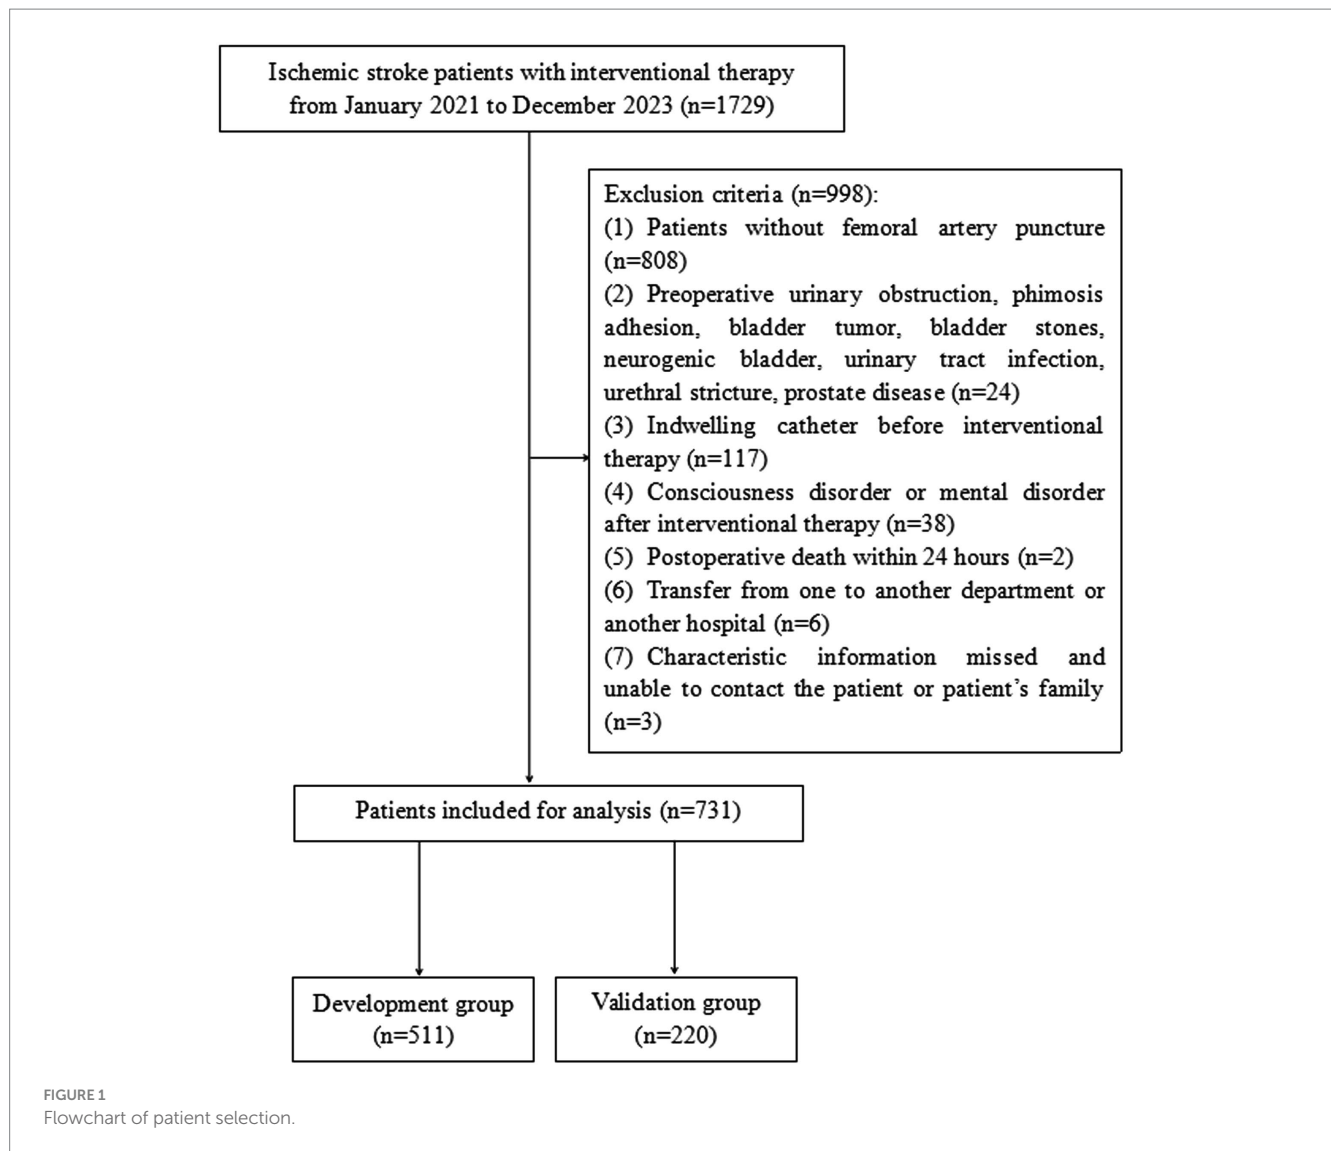 Ischemic stroke patients with interventional therapy
from January 2021 to December 2023 (n=1729)
Exclusion criteria (n=998):
(1) Patients without femoral artery puncture
(n=808)
(2) Preoperative urinary obstruction, phimosis
adhesion, bladder tumor, bladder stones,
neurogenic bladder, urinary tract infection,
urethral stricture, prostate disease (n=24)
(3) Indwelling catheter before interventional
therapy (n=117)
(4) Consciousness disorder or mental disorder
after interventional therapy (n=38)
(5) Postoperative death within 24 hours (n=2)
(6) Transfer from one to another department or
another hospital (n=6)
(7) Characteristic information missed and
unable to contact the patient or patient's family
(n=3)
Patients included for analysis (n=731)
Development group
(n=511)
Validation group
(n=220)
FIGURE 1
Flowchart of patient selection.